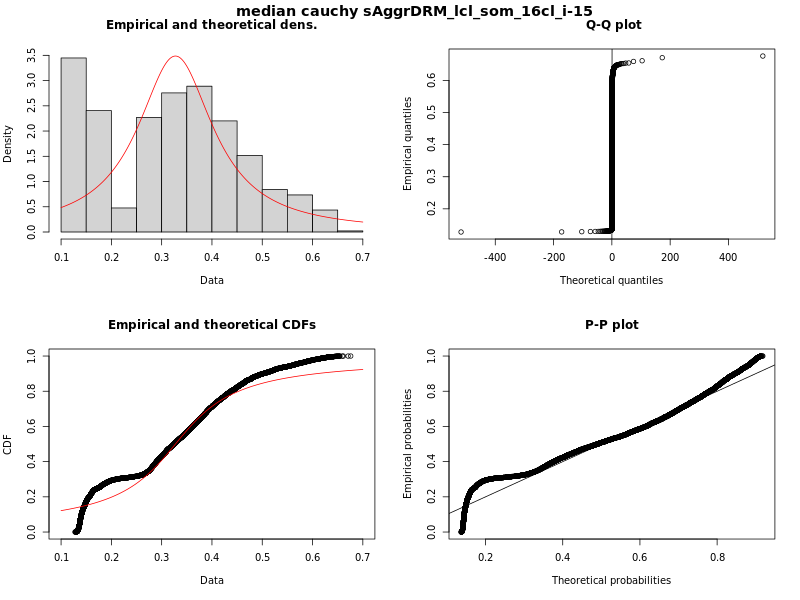 median cauchy sAggrDRM_lcl_som_16cl_i-15
Empirical and theoretical dens.
Density
0.0 0.5 1.0 1.5 2.0 2.5 3.0 3.5
0.1 0.2 0.3 0.4 0.5 0.6 0.7
Data
Q-Q plot
Empirical quantiles
0.2 0.3 0.4 0.5 0.6
-400 -200 0 200 400
Theoretical quantiles
Empirical and theoretical CDFs
CDF
0.0 0.2 0.4 0.6 0.8 1.0
0.1 0.2 0.3 0.4 0.5 0.6 0.7
Data
P-P plot
Empirical probabilities
0.0 0.2 0.4 0.6 0.8 1.0
0.2 0.4 0.6 0.8
Theoretical probabilities